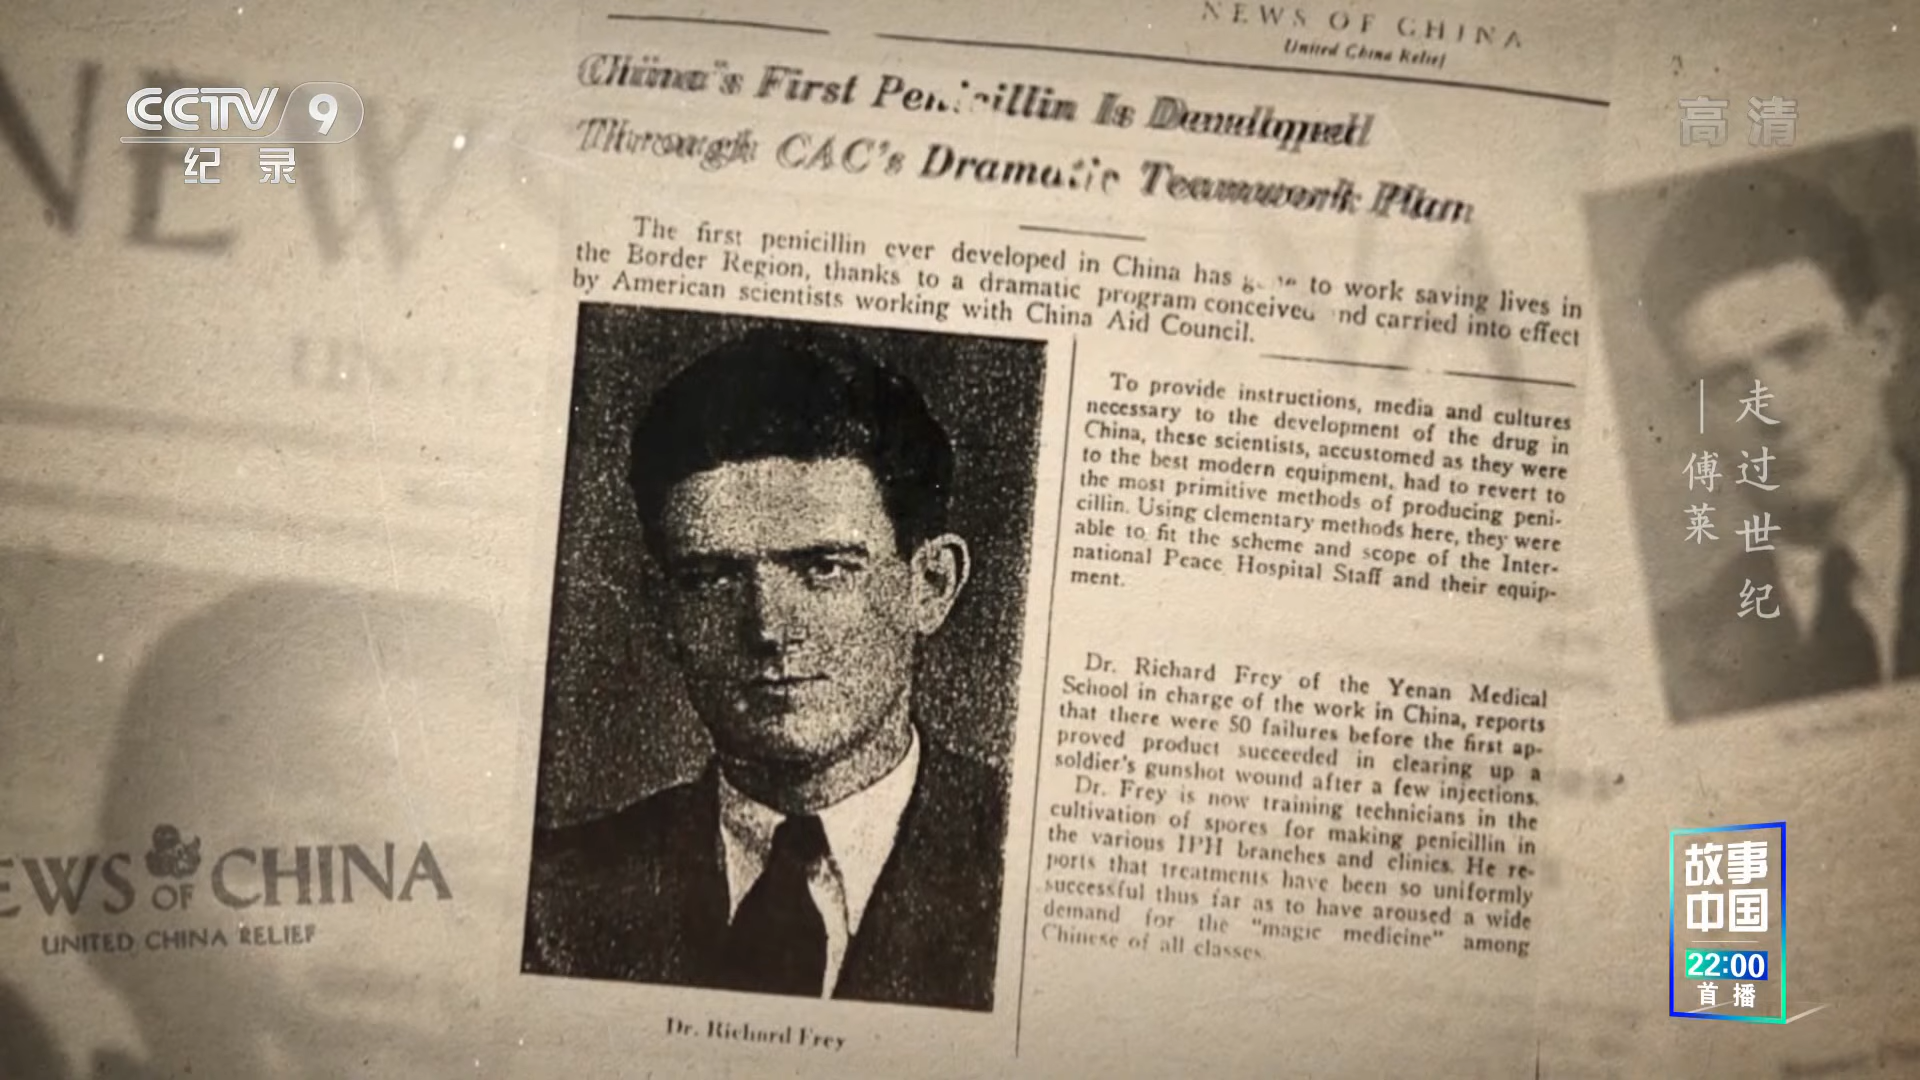 NEWS OF CHINA
United China Relief
China's First Penicillin Is Developed
Through CAC's Dramatic Teamwork Plan
The first penicillin ever developed in China has to work saving lives in
the Border Region, thanks to a dramatic program conceived and carried into effect
by American scientists working with China Aid Council.
To provide instructions, media and cultures
necessary to the development of the drug in
China, these scientists, accustomed as they were
to the best modern equipment, had to revert to
the most primitive methods of producing peni-
cillin. Using elementary methods here, they were
able to fit the scheme and scope of the Inter-
national Peace Hospital Staff and their equip-
ment.
Dr. Richard Frey of the Yenan Medical
School in charge of the work in China, reports
that there were 50 failures before the first ap-
proved product succeeded in clearing up a
soldier's gunshot wound after a few injections.
Dr. Frey is now training technicians in the
cultivation of spores for making penicillin in
the various IPH branches and clinics. He re-
ports that treatments have been so uniformly
successful thus far as to have aroused a wide
demand for the "magic medicine" among
Chinese of all classes.
Dr. Richard Frey
NEW
EWS OF CHINA
UNITED CHINA RELIEF
CCTV 9
纪录
高清
走过世纪
—傅莱
故事
中国
22:00
首播